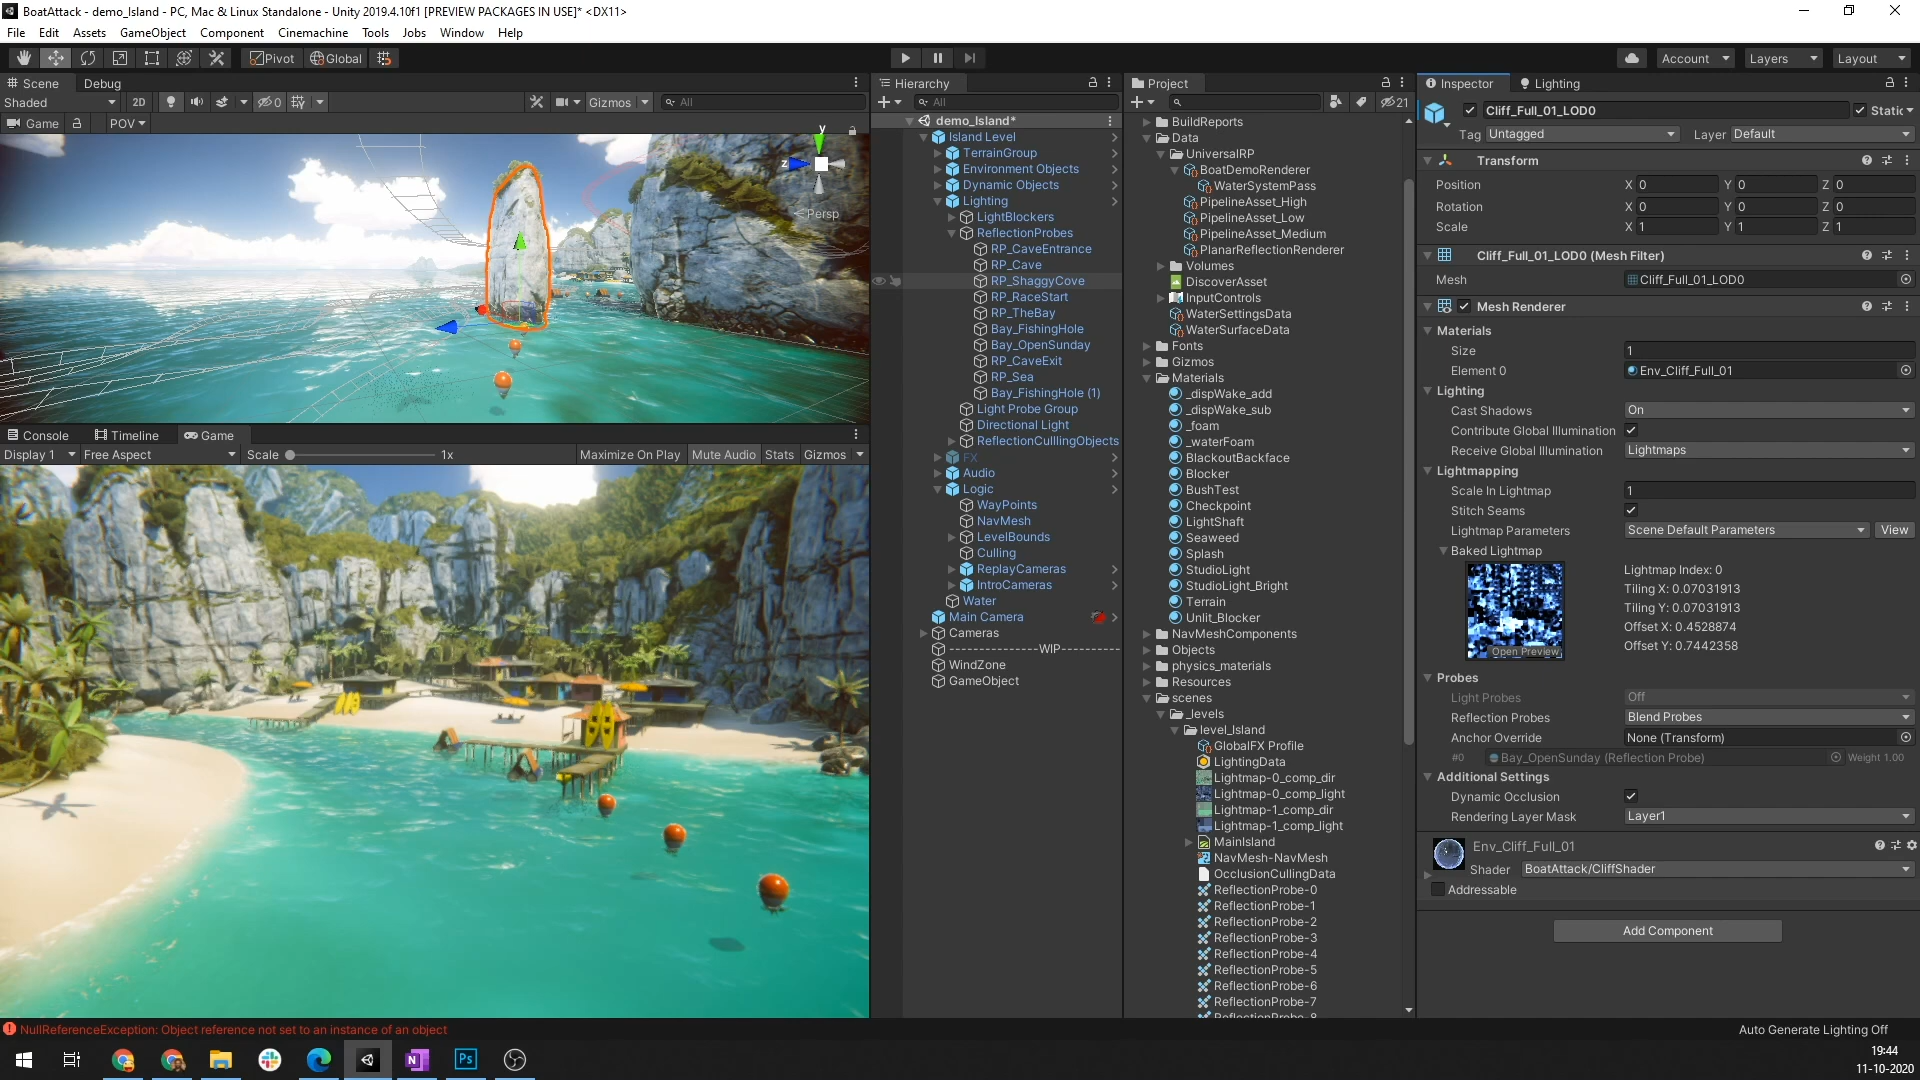 BoatAttack - demo_Island - PC, Mac & Linux Standalone - Unity 2019.4.10f1 [PREVIEW PACKAGES IN USE]* <DX11>
File Edit Assets GameObject Component Cinemachine Tools Jobs Window Help
Pivot Global Account Layers Layout
Scene Debug
Shaded 2D 0 Gizmos All
Game POV
y
z
Persp
Console Timeline Game
Display 1 Free Aspect Scale 1x Maximize On Play Mute Audio Stats Gizmos
Hierarchy
All
demo_Island*
Island Level
TerrainGroup
Environment Objects
Dynamic Objects
Lighting
LightBlockers
ReflectionProbes
RP_CaveEntrance
RP_Cave
RP_ShaggyCove
RP_RaceStart
RP_TheBay
Bay_FishingHole
Bay_OpenSunday
RP_CaveExit
RP_Sea
Bay_FishingHole (1)
Light Probe Group
Directional Light
ReflectionCulllingObjects
FX
Audio
Logic
WayPoints
NavMesh
LevelBounds
Culling
ReplayCameras
IntroCameras
Water
Main Camera
Cameras
---------------WIP----------
WindZone
GameObject
Project
21
BuildReports
Data
UniversalRP
BoatDemoRenderer
WaterSystemPass
PipelineAsset_High
PipelineAsset_Low
PipelineAsset_Medium
PlanarReflectionRenderer
Volumes
DiscoverAsset
InputControls
WaterSettingsData
WaterSurfaceData
Fonts
Gizmos
Materials
_dispWake_add
_dispWake_sub
_foam
_waterFoam
BlackoutBackface
Blocker
BushTest
Checkpoint
LightShaft
Seaweed
Splash
StudioLight
StudioLight_Bright
Terrain
Unlit_Blocker
NavMeshComponents
Objects
physics_materials
Resources
scenes
_levels
level_Island
GlobalFX Profile
LightingData
Lightmap-0_comp_dir
Lightmap-0_comp_light
Lightmap-1_comp_dir
Lightmap-1_comp_light
MainIsland
NavMesh-NavMesh
OcclusionCullingData
ReflectionProbe-0
ReflectionProbe-1
ReflectionProbe-2
ReflectionProbe-3
ReflectionProbe-4
ReflectionProbe-5
ReflectionProbe-6
ReflectionProbe-7
ReflectionProbe-8
Inspector Lighting
Cliff_Full_01_LOD0 Static
Tag Untagged Layer Default
Transform
Position X 0 Y 0 Z 0
Rotation X 0 Y 0 Z 0
Scale X 1 Y 1 Z 1
Cliff_Full_01_LOD0 (Mesh Filter)
Mesh Cliff_Full_01_LOD0
Mesh Renderer
Materials
Size 1
Element 0 Env_Cliff_Full_01
Lighting
Cast Shadows On
Contribute Global Illumination
Receive Global Illumination Lightmaps
Lightmapping
Scale In Lightmap 1
Stitch Seams
Lightmap Parameters Scene Default Parameters View
Baked Lightmap
Open Preview
Lightmap Index: 0
Tiling X: 0.07031913
Tiling Y: 0.07031913
Offset X: 0.4528874
Offset Y: 0.7442358
Probes
Light Probes Off
Reflection Probes Blend Probes
Anchor Override None (Transform)
#0 Bay_OpenSunday (Reflection Probe) Weight 1.00
Additional Settings
Dynamic Occlusion
Rendering Layer Mask Layer1
Env_Cliff_Full_01
Shader BoatAttack/CliffShader
Addressable
Add Component
NullReferenceException: Object reference not set to an instance of an object
Auto Generate Lighting Off
N Ps
19:44
11-10-2020